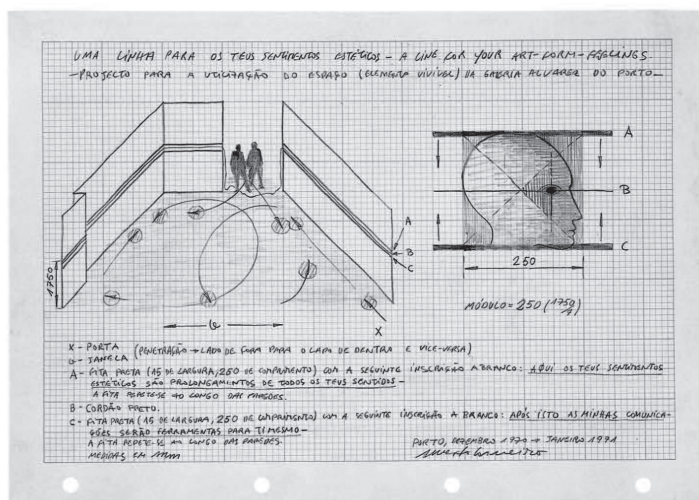 UMA LINHA PARA OS TEUS SENTIMENTOS ESTÉTICOS - A LINE FOR YOUR ART-FORM-FEELINGS
- PROJECTO PARA A UTILIZAÇÃO DO ESPAÇO (ELEMENTO VIVIVEL) DA GALERIA ALVAREZ DO PORTO -
A
B
C
A
B
C
1750
250
MÓDULO = 250 (1750/7)
X
X - PORTA (PENETRAÇÃO → LADO DE FORA PARA O LADO DE DENTRA E VICE-VERSA)
- JANELA
A - FITA PRETA (15 DE LARGURA, 250 DE COMPRIMENTO) COM A SEGUINTE INSCRIÇÃO A BRANCO: AQUI OS TEUS SENTIMENTOS
ESTÉTICOS SÃO PROLONGAMENTOS DE TODOS OS TEUS SENTIDOS -
A FITA REPETE-SE AO LONGO DAS PAREDES.
B - CORDÃO PRETO.
C - FITA PRETA (15 DE LARGURA, 250 DE COMPRIMENTO) COM A SEGUINTE INSCRIÇÃO A BRANCO: APÓS ISTO AS MINHAS COMUNICA-
ÇÕES SERÃO FERRAMENTAS PARA TI MESMO -
A FITA REPETE-SE AO LONGO DAS PAREDES.
MEDIDAS EM mm
PORTO, DEZEMBRO 1970 → JANEIRO 1971